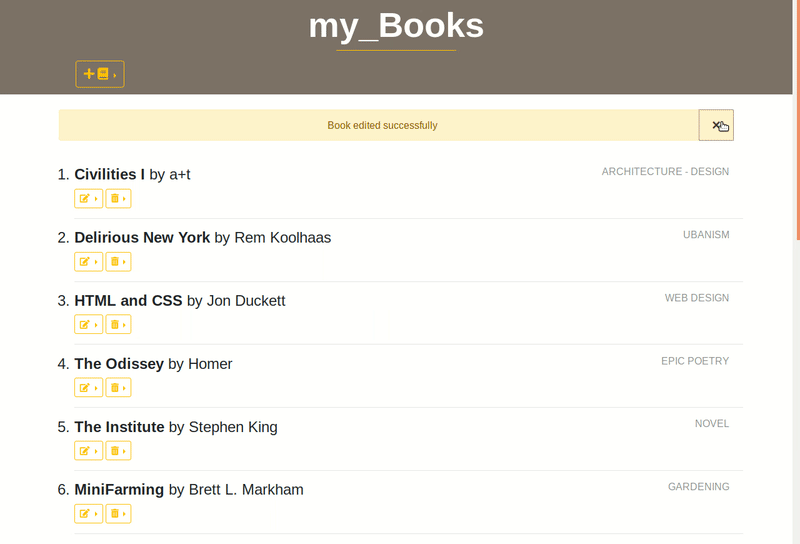 my_Books
Book edited successfully
1. Civilities I by a+t
ARCHITECTURE - DESIGN
2. Delirious New York by Rem Koolhaas
UBANISM
3. HTML and CSS by Jon Duckett
WEB DESIGN
4. The Odissey by Homer
EPIC POETRY
5. The Institute by Stephen King
NOVEL
6. MiniFarming by Brett L. Markham
GARDENING